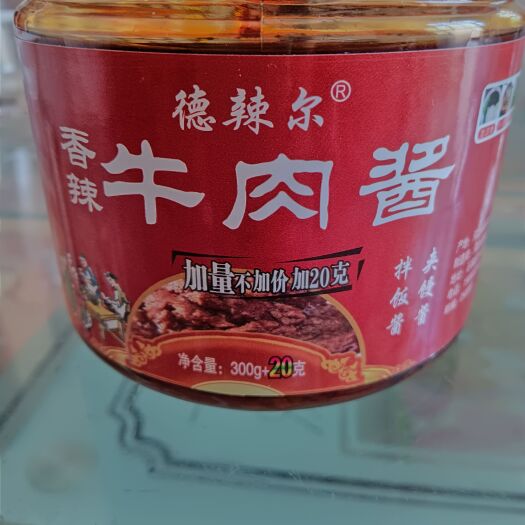 德辣尔®
香辣
牛肉酱
加量不加价 加20克
夹馍酱
拌饭酱
净含量：300g+20克